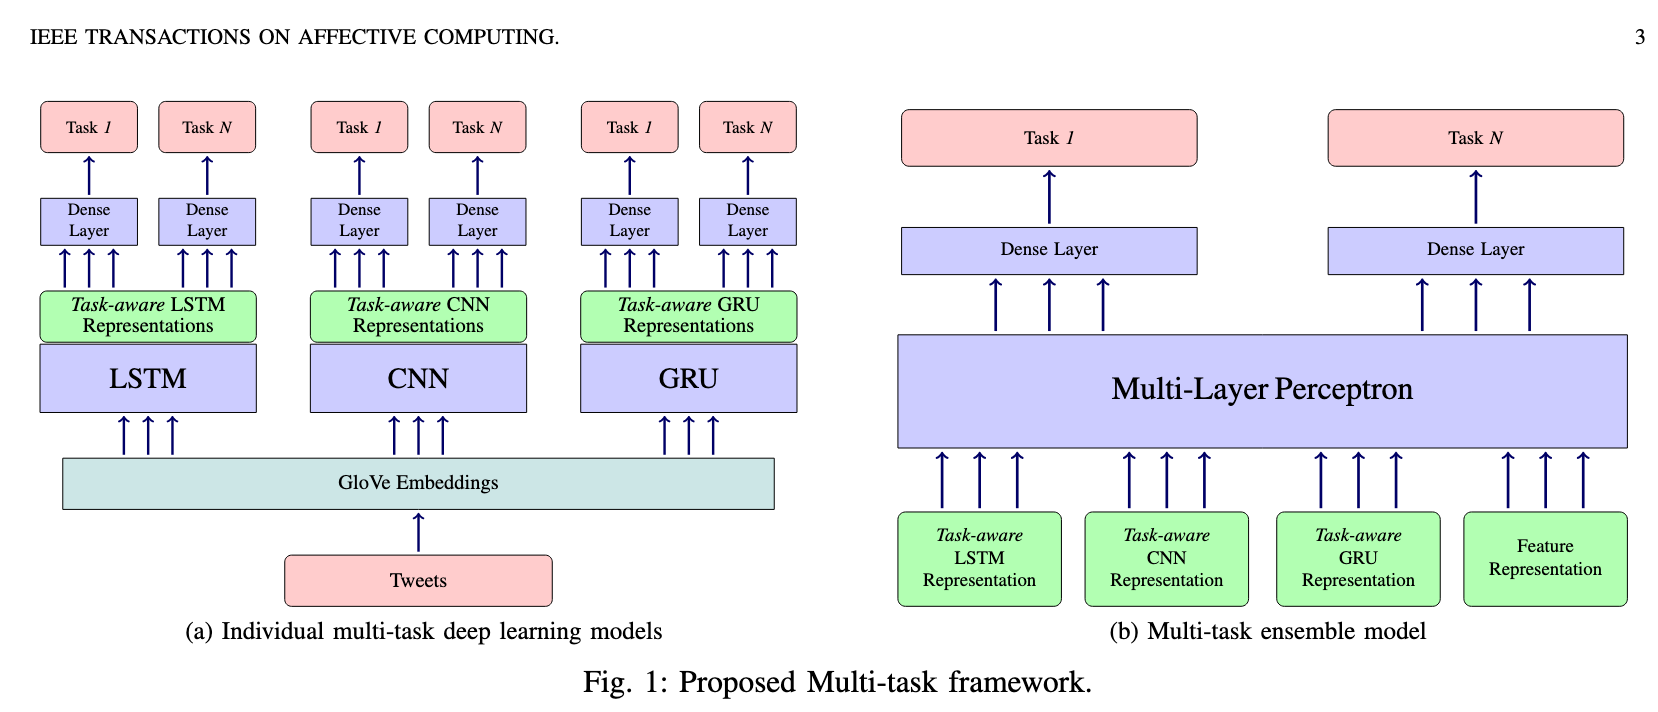 IEEE TRANSACTIONS ON AFFECTIVE COMPUTING.
3
Task 1
Task N
Task 1
Task N
Task 1
Task N
Dense
Layer
Dense
Layer
Dense
Layer
Dense
Layer
Dense
Layer
Dense
Layer
Task-aware LSTM
Representations
Task-aware CNN
Representations
Task-aware GRU
Representations
LSTM
CNN
GRU
GloVe Embeddings
Tweets
(a) Individual multi-task deep learning models
Task 1
Task N
Dense Layer
Dense Layer
Multi-Layer Perceptron
Task-aware
LSTM
Representation
Task-aware
CNN
Representation
Task-aware
GRU
Representation
Feature
Representation
(b) Multi-task ensemble model
Fig. 1: Proposed Multi-task framework.